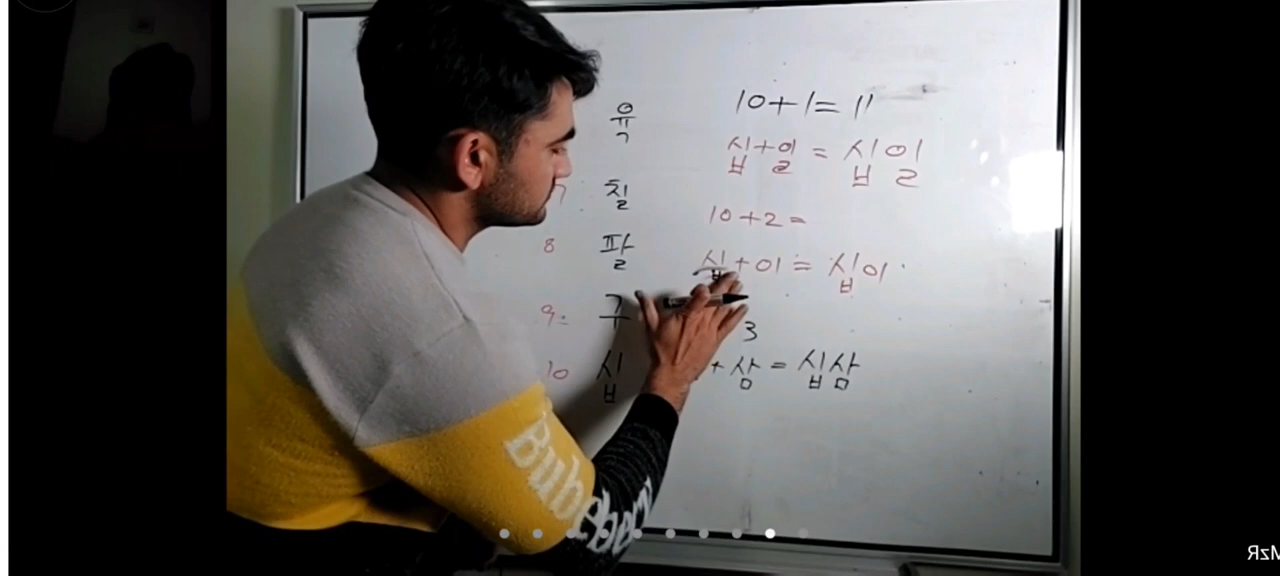 육
7 칠
8 팔
9. 구
10 십
10+1= 11
십+일 = 십일
10+2=
십+이 = 십이
3
+ 삼 = 십삼